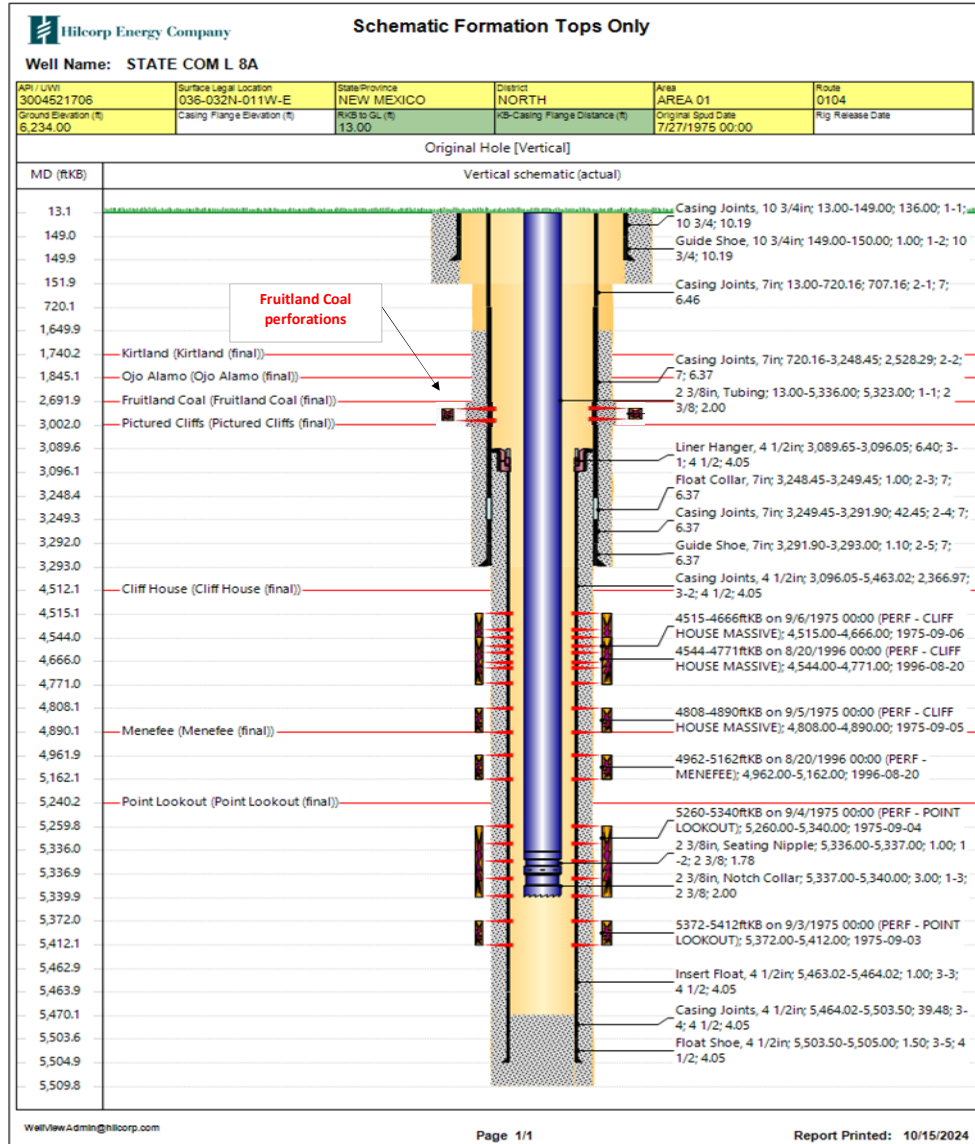 Hilcorp Energy Company
Schematic Formation Tops Only
Well Name: STATE COM L 8A
API / UWI
3004521706
Surface Legal Location
036-032N-011W-E
State/Province
NEW MEXICO
District
NORTH
Area
AREA 01
Route
0104
Ground Elevation (ft)
6,234.00
Casing Flange Elevation (ft)
RKB to GL (ft)
13.00
KB-Casing Flange Distance (ft)
Original Spud Date
7/27/1975 00:00
Rig Release Date
Original Hole [Vertical]
MD (ftKB)
Vertical schematic (actual)
13.1
149.0
149.9
151.9
720.1
1,649.9
1,740.2
1,845.1
2,691.9
3,002.0
3,089.6
3,096.1
3,248.4
3,249.3
3,292.0
3,293.0
4,512.1
4,515.1
4,544.0
4,666.0
4,771.0
4,808.1
4,890.1
4,961.9
5,162.1
5,240.2
5,259.8
5,336.0
5,336.9
5,339.9
5,372.0
5,412.1
5,462.9
5,463.9
5,470.1
5,503.6
5,504.9
5,509.8
Fruitland Coal
perforations
Kirtland (Kirtland (final))
Ojo Alamo (Ojo Alamo (final))
Fruitland Coal (Fruitland Coal (final))
Pictured Cliffs (Pictured Cliffs (final))
Cliff House (Cliff House (final))
Menefee (Menefee (final))
Point Lookout (Point Lookout (final))
Casing Joints, 10 3/4in; 13.00-149.00; 136.00; 1-1;
10 3/4; 10.19
Guide Shoe, 10 3/4in; 149.00-150.00; 1.00; 1-2; 10
3/4; 10.19
Casing Joints, 7in; 13.00-720.16; 707.16; 2-1; 7;
6.46
Casing Joints, 7in; 720.16-3,248.45; 2,528.29; 2-2;
7; 6.37
2 3/8in, Tubing; 13.00-5,336.00; 5,323.00; 1-1; 2
3/8; 2.00
Liner Hanger, 4 1/2in; 3,089.65-3,096.05; 6.40; 3-
1; 4 1/2; 4.05
Float Collar, 7in; 3,248.45-3,249.45; 1.00; 2-3; 7;
6.37
Casing Joints, 7in; 3,249.45-3,291.90; 42.45; 2-4; 7;
6.37
Guide Shoe, 7in; 3,291.90-3,293.00; 1.10; 2-5; 7;
6.37
Casing Joints, 4 1/2in; 3,096.05-5,463.02; 2,366.97;
3-2; 4 1/2; 4.05
4515-4666ftKB on 9/6/1975 00:00 (PERF - CLIFF
HOUSE MASSIVE); 4,515.00-4,666.00; 1975-09-06
4544-4771ftKB on 8/20/1996 00:00 (PERF - CLIFF
HOUSE MASSIVE); 4,544.00-4,771.00; 1996-08-20
4808-4890ftKB on 9/5/1975 00:00 (PERF - CLIFF
HOUSE MASSIVE); 4,808.00-4,890.00; 1975-09-05
4962-5162ftKB on 8/20/1996 00:00 (PERF -
MENEFEE); 4,962.00-5,162.00; 1996-08-20
5260-5340ftKB on 9/4/1975 00:00 (PERF - POINT
LOOKOUT); 5,260.00-5,340.00; 1975-09-04
2 3/8in, Seating Nipple; 5,336.00-5,337.00; 1.00; 1
-2; 2 3/8; 1.78
2 3/8in, Notch Collar; 5,337.00-5,340.00; 3.00; 1-3;
2 3/8; 2.00
5372-5412ftKB on 9/3/1975 00:00 (PERF - POINT
LOOKOUT); 5,372.00-5,412.00; 1975-09-03
Insert Float, 4 1/2in; 5,463.02-5,464.02; 1.00; 3-3;
4 1/2; 4.05
Casing Joints, 4 1/2in; 5,464.02-5,503.50; 39.48; 3-
4; 4 1/2; 4.05
Float Shoe, 4 1/2in; 5,503.50-5,505.00; 1.50; 3-5; 4
1/2; 4.05
WellViewAdmin@hilcorp.com
Page 1/1
Report Printed: 10/15/2024